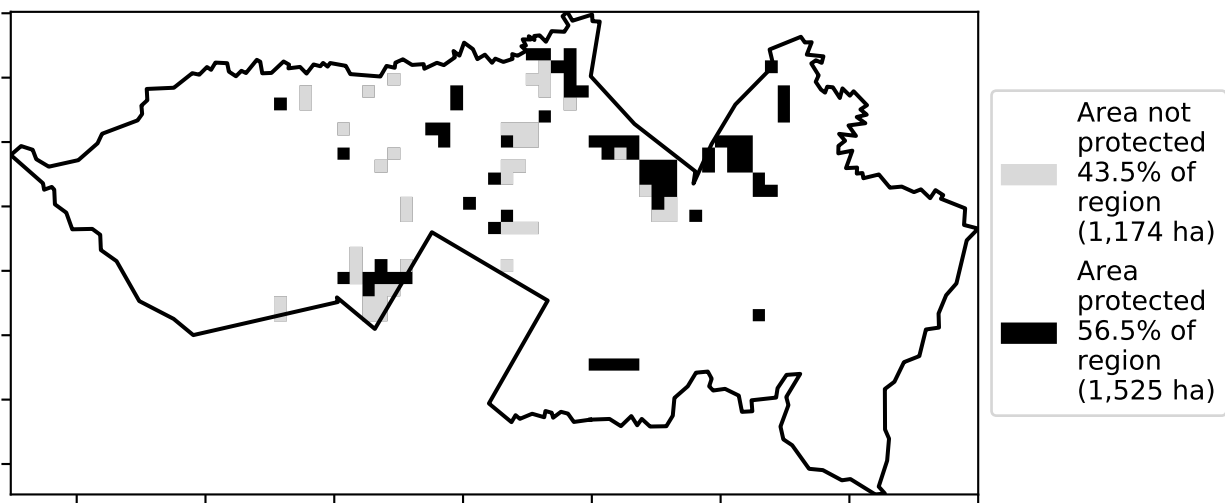 Area not
protected
43.5% of
region
(1,174 ha)
Area
protected
56.5% of
region
(1,525 ha)